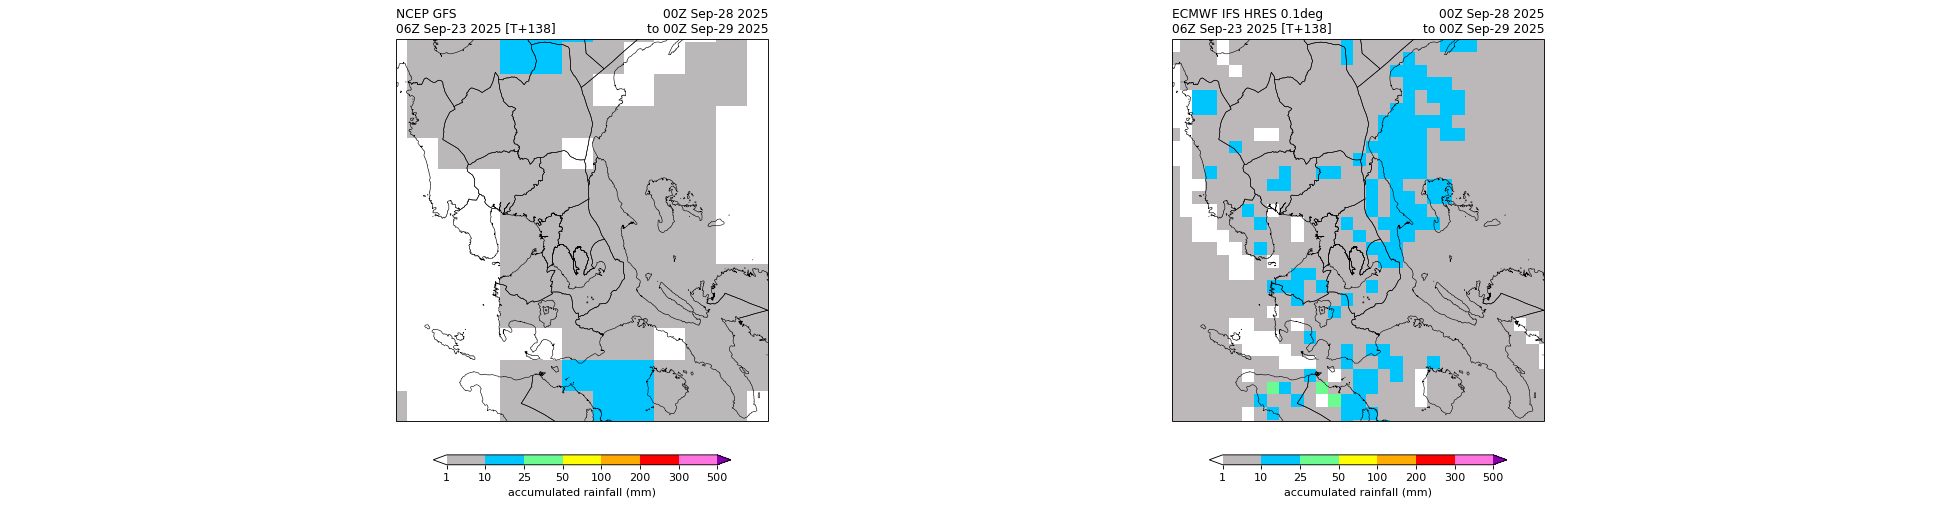 NCEP GFS 00Z Sep-28 2025
06Z Sep-23 2025 [T+138] to 00Z Sep-29 2025
1 10 25 50 100 200 300 500
accumulated rainfall (mm)
ECMWF IFS HRES 0.1deg 00Z Sep-28 2025
06Z Sep-23 2025 [T+138] to 00Z Sep-29 2025
1 10 25 50 100 200 300 500
accumulated rainfall (mm)